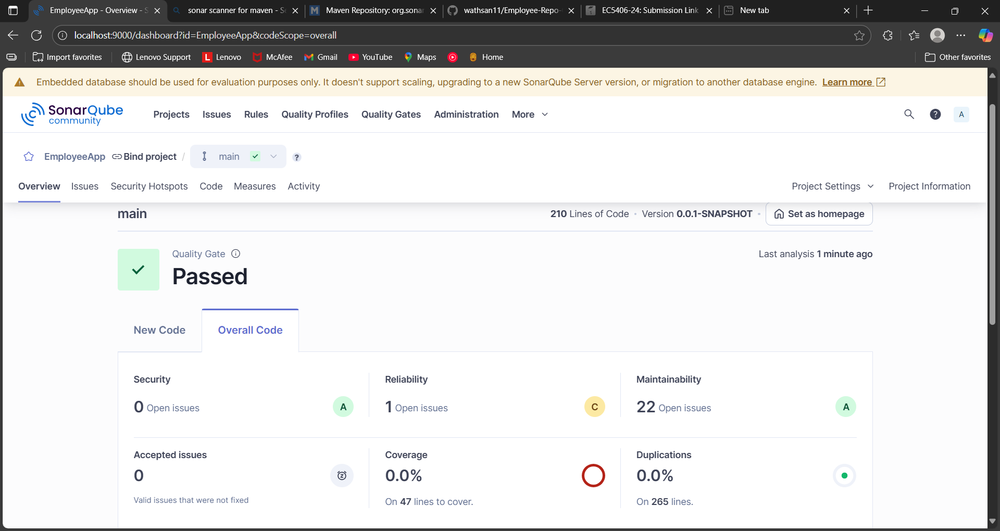 EmployeeApp - Overview - S
sonar scanner for maven - Se
Maven Repository: org.sonar
wathsan11/Employee-Repo-
EC5406-24: Submission Link
New tab
localhost:9000/dashboard?id=EmployeeApp&codeScope=overall
Import favorites
Lenovo Support
Lenovo
McAfee
Gmail
YouTube
Maps
Home
Other favorites
Embedded database should be used for evaluation purposes only. It doesn't support scaling, upgrading to a new SonarQube Server version, or migration to another database engine. Learn more
SonarQube
community
Projects
Issues
Rules
Quality Profiles
Quality Gates
Administration
More
A
EmployeeApp
Bind project /
main
Overview
Issues
Security Hotspots
Code
Measures
Activity
Project Settings
Project Information
main
210 Lines of Code • Version 0.0.1-SNAPSHOT •
Set as homepage
Quality Gate
Passed
Last analysis 1 minute ago
New Code
Overall Code
Security
0 Open issues
A
Reliability
1 Open issues
C
Maintainability
22 Open issues
A
Accepted issues
0
Valid issues that were not fixed
Coverage
0.0%
On 47 lines to cover.
Duplications
0.0%
On 265 lines.